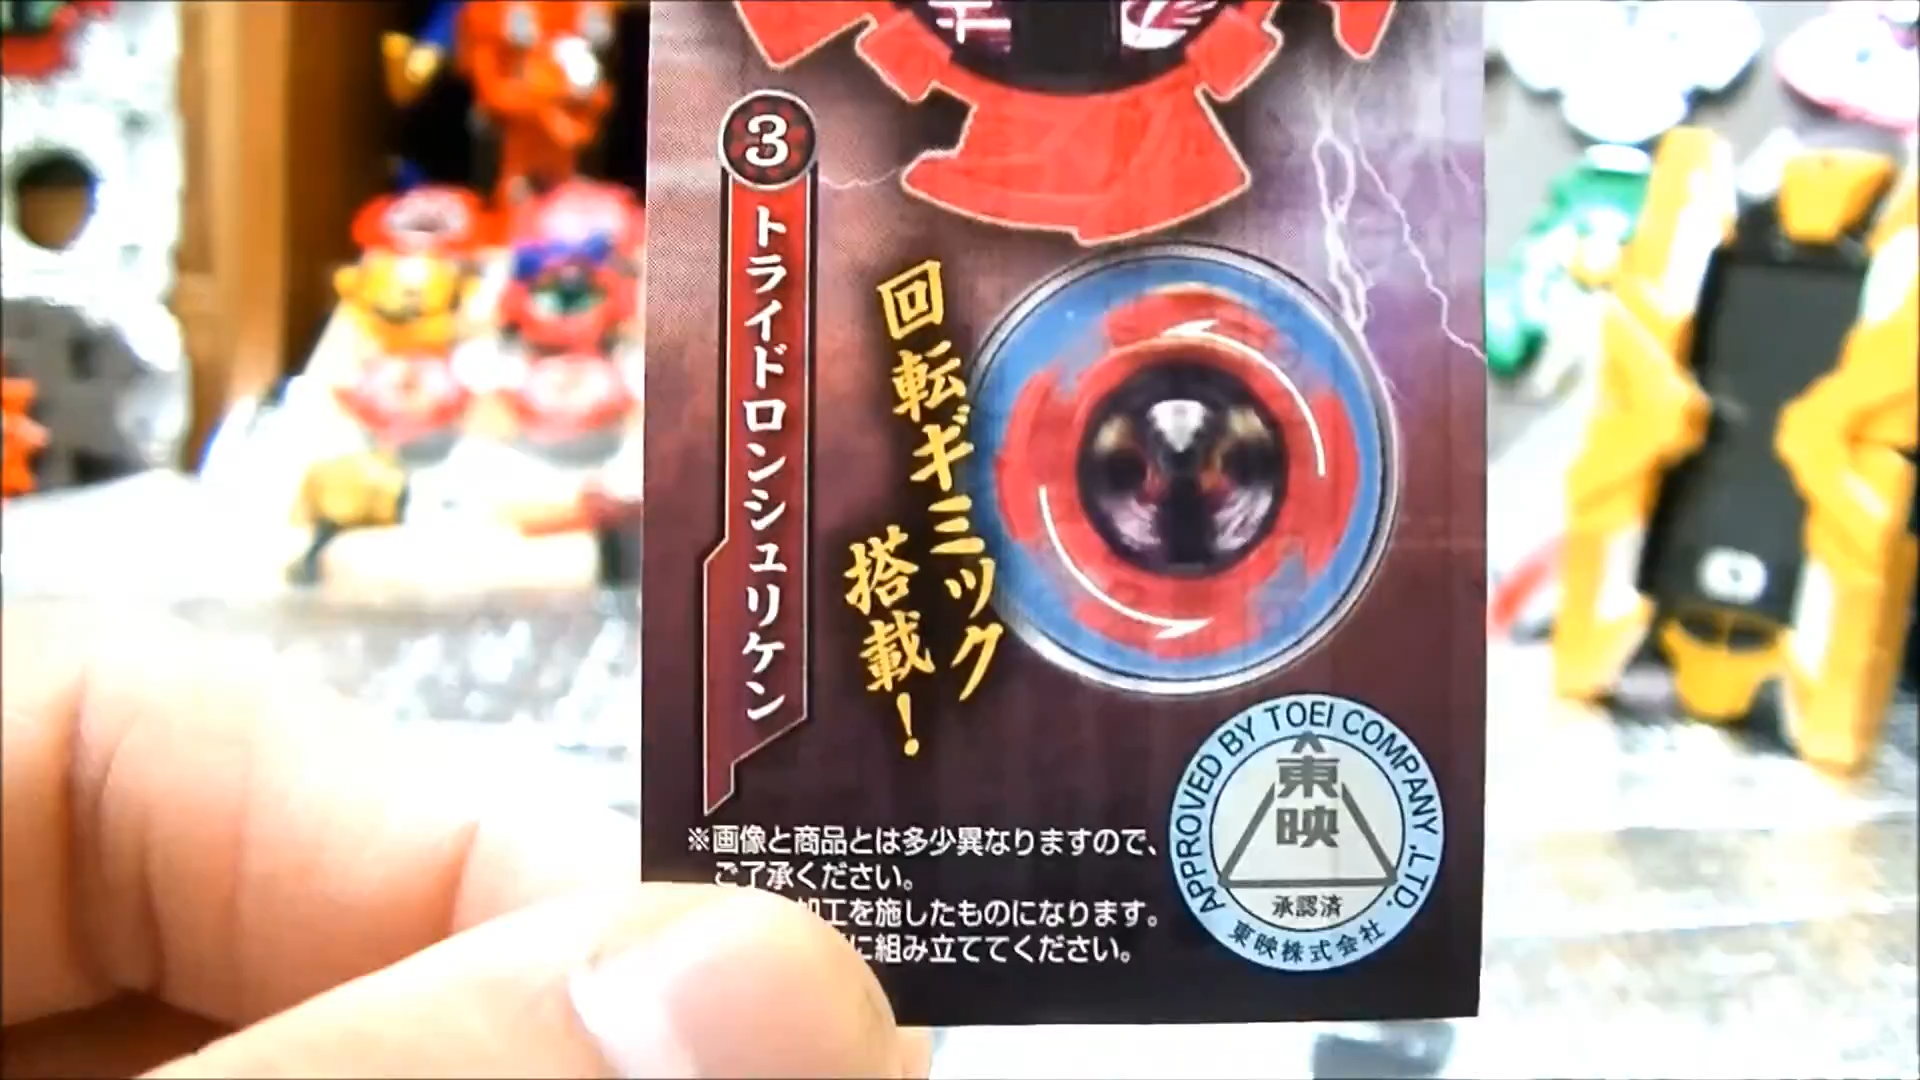 3
トライドロンシュリケン
回転ギミック
搭載!
※画像と商品とは多少異なりますので、
ご了承ください。
加工を施したものになります。
に組み立ててください。
APPROVED BY TOEI COMPANY ,LTD.
東映
承認済
東映株式会社